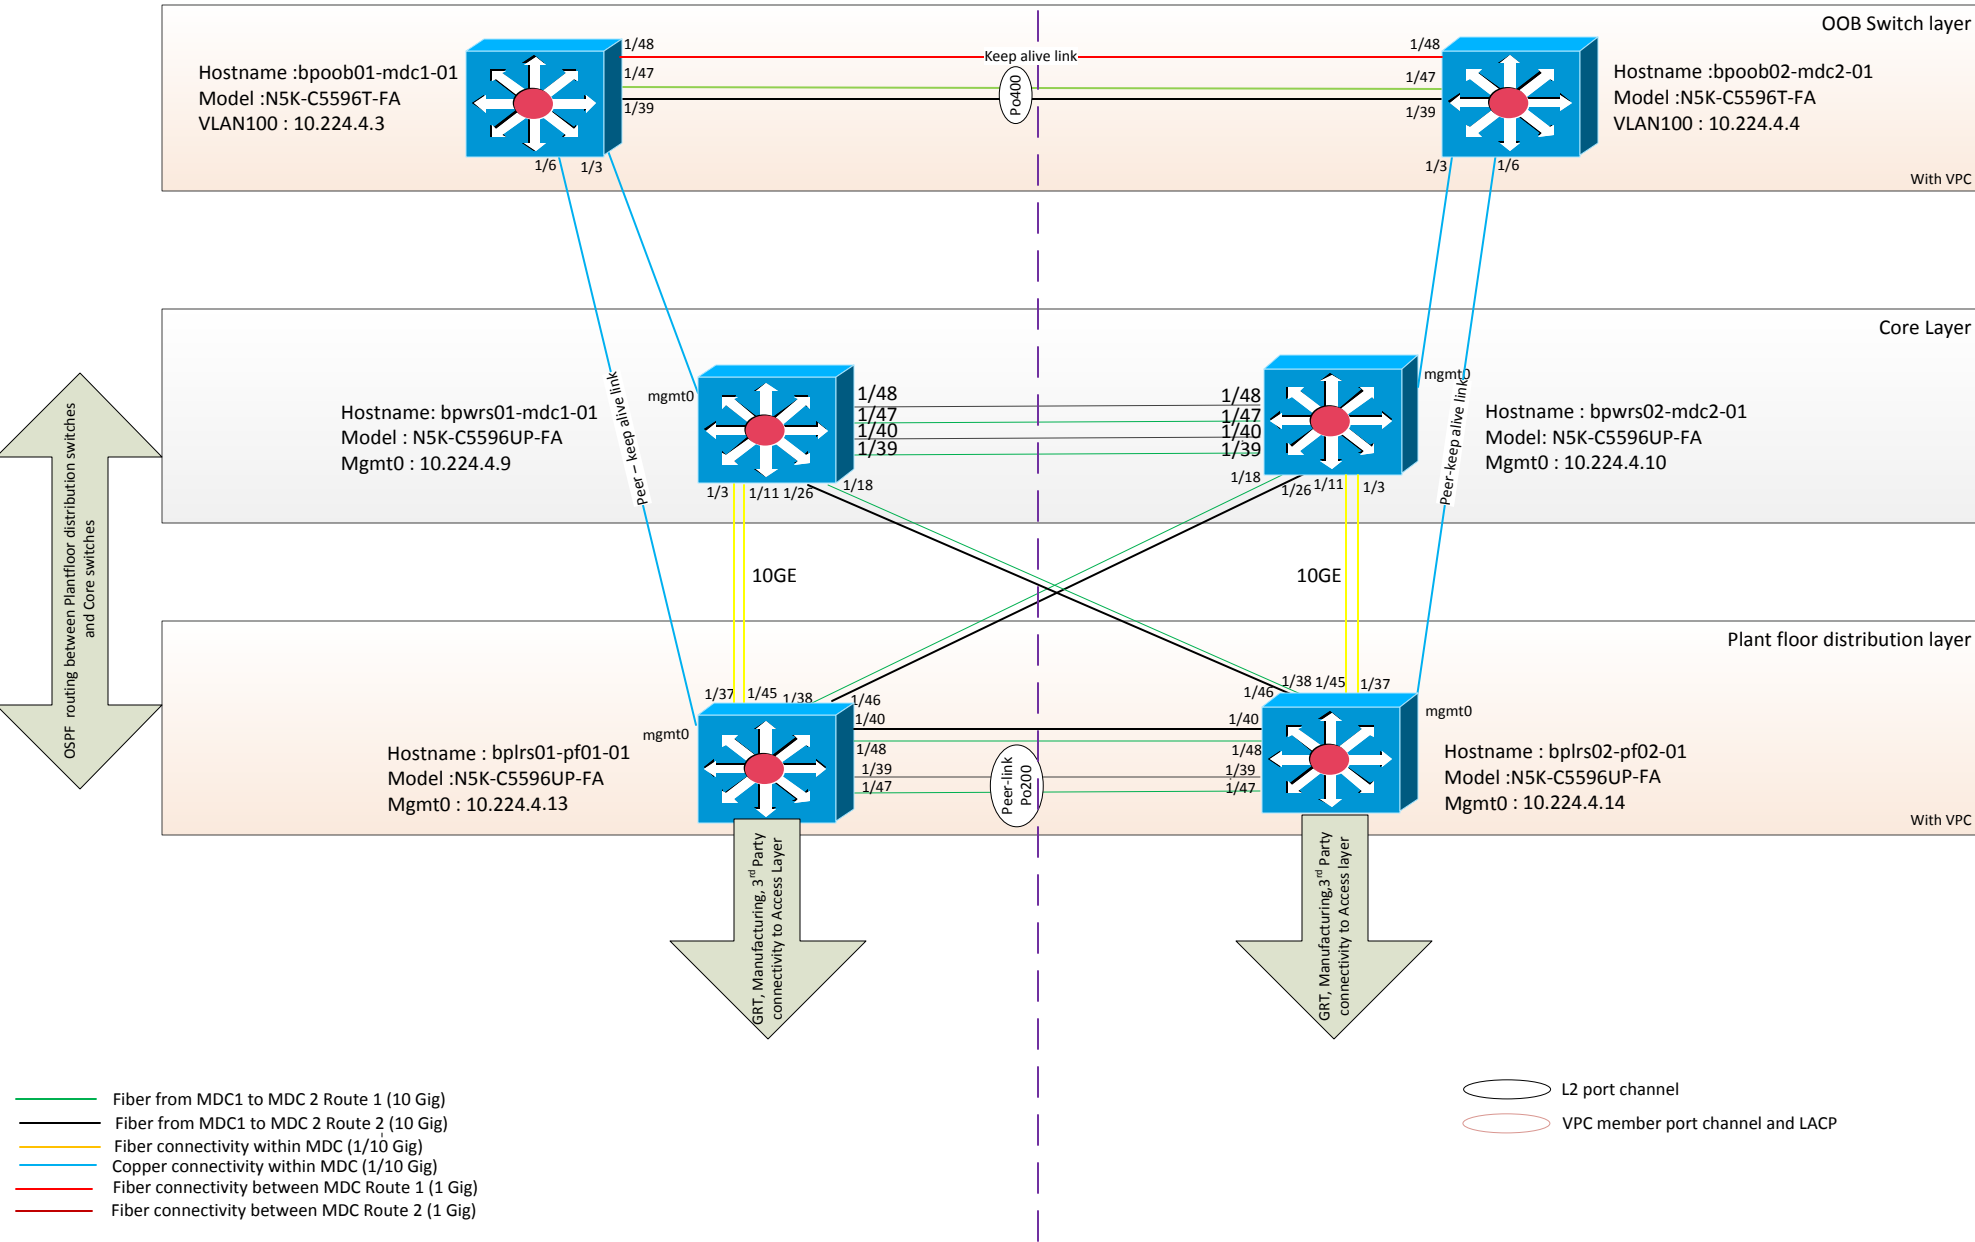 OOB Switch layer
1/48
Keep alive link
1/48
Hostname :bpoob01-mdc1-01
Model :N5K-C5596T-FA
VLAN100 : 10.224.4.3
1/47
1/39
Po400
1/47
1/39
Hostname :bpoob02-mdc2-01
Model :N5K-C5596T-FA
VLAN100 : 10.224.4.4
1/6
1/3
1/3
1/6
With VPC
Core Layer
mgmt0
Hostname: bpwrs01-mdc1-01
Model : N5K-C5596UP-FA
Mgmt0 : 10.224.4.9
1/48
1/47
1/40
1/39
1/48
1/47
1/40
1/39
mgmt0
Hostname : bpwrs02-mdc2-01
Model: N5K-C5596UP-FA
Mgmt0 : 10.224.4.10
Peer – keep alive link
Peer-keep alive link
1/3
1/11
1/26
1/18
1/18
1/26
1/11
1/3
OSPF routing between Plantfloor distribution switches
and Core switches
10GE
10GE
Plant floor distribution layer
1/37
1/45
1/38
1/46
1/46
1/38
1/45
1/37
mgmt0
Hostname : bplrs01-pf01-01
Model :N5K-C5596UP-FA
Mgmt0 : 10.224.4.13
1/40
1/48
1/39
1/47
Peer-link
Po200
1/40
1/48
1/39
1/47
mgmt0
Hostname : bplrs02-pf02-01
Model :N5K-C5596UP-FA
Mgmt0 : 10.224.4.14
With VPC
GRT, Manufacturing, 3rd Party
connectivity to Access Layer
GRT, Manufacturing,3rd Party
connectivity to Access layer
Fiber from MDC1 to MDC 2 Route 1 (10 Gig)
Fiber from MDC1 to MDC 2 Route 2 (10 Gig)
Fiber connectivity within MDC (1/10 Gig)
Copper connectivity within MDC (1/10 Gig)
Fiber connectivity between MDC Route 1 (1 Gig)
Fiber connectivity between MDC Route 2 (1 Gig)
L2 port channel
VPC member port channel and LACP